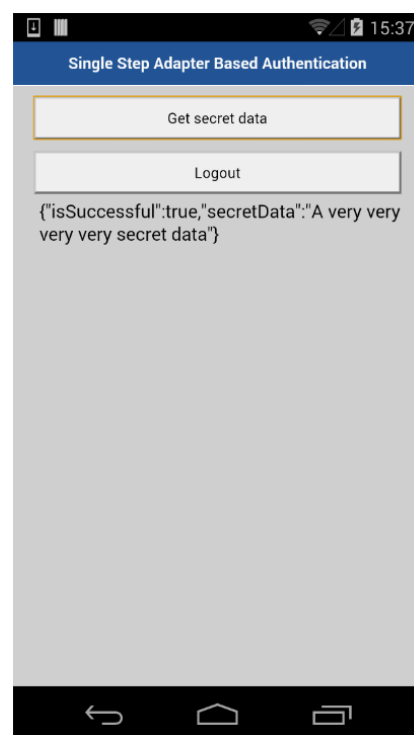 15:37
Single Step Adapter Based Authentication
Get secret data
Logout
{"isSuccessful":true,"secretData":"A very very
very very secret data"}